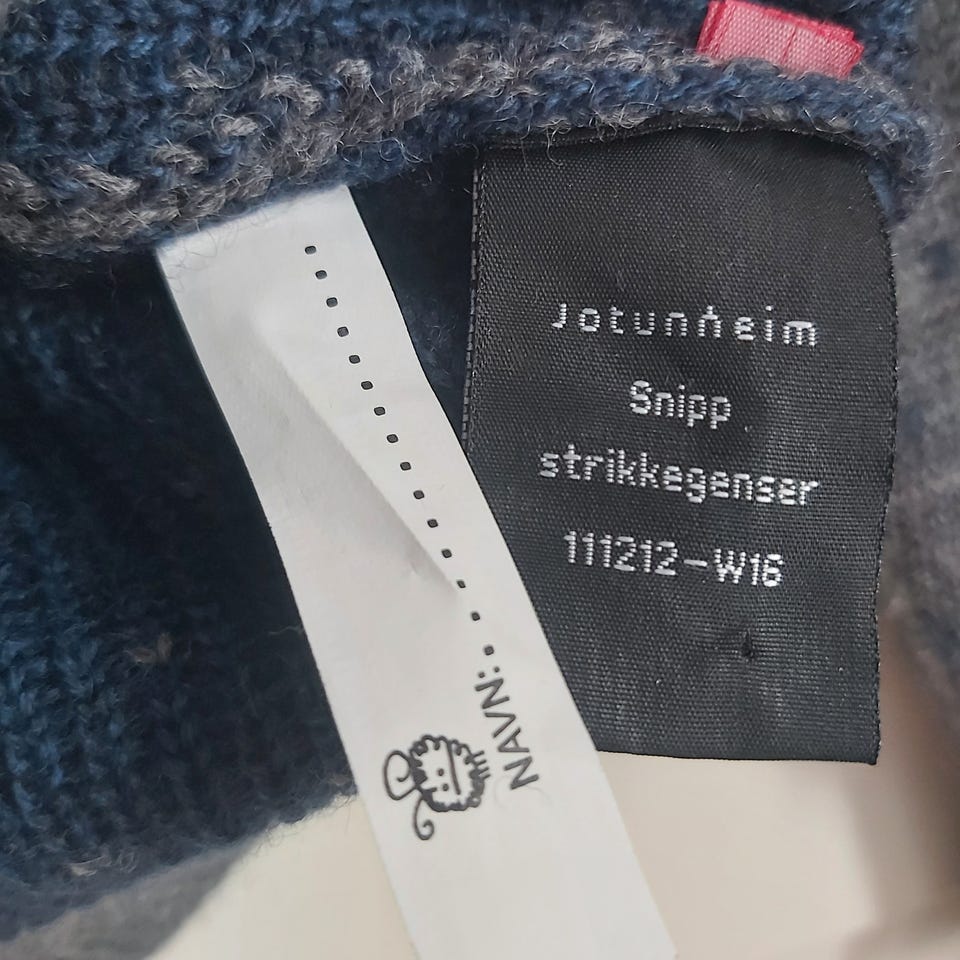 Jotunheim
Snipp
strikkegenser
111212-W16
NAVN: